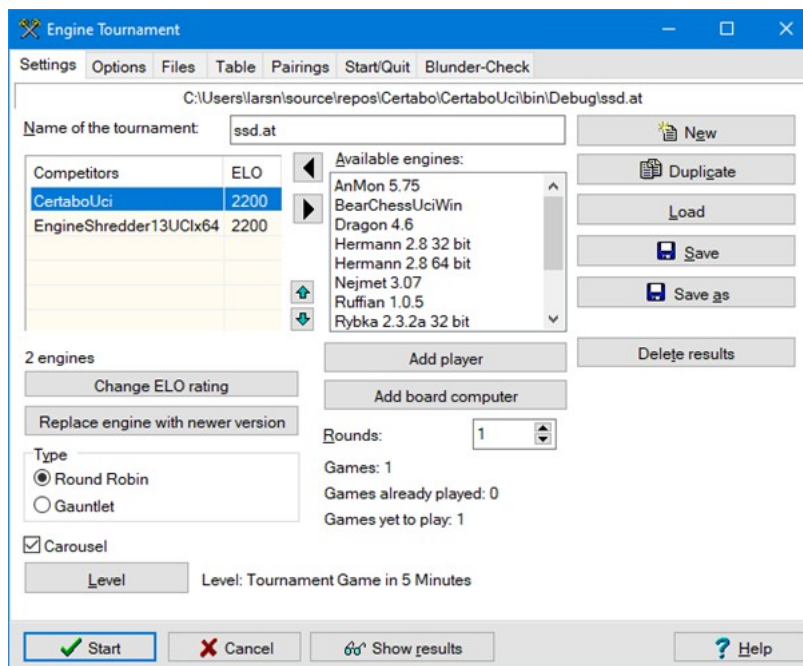 Engine Tournament
Settings Options Files Table Pairings Start/Quit Blunder-Check
C:\Users\larsn\source\repos\Certabo\CertaboUci\bin\Debug\ssd.at
Name of the tournament: ssd.at
New
Competitors ELO
CertaboUci 2200
EngineShredder13UCIx64 2200
Available engines:
AnMon 5.75
BearChessUciWin
Dragon 4.6
Hermann 2.8 32 bit
Hermann 2.8 64 bit
Nejmet 3.07
Ruffian 1.0.5
Rybka 2.3.2a 32 bit
Duplicate
Load
Save
Save as
Delete results
2 engines
Change ELO rating
Replace engine with newer version
Add player
Add board computer
Type
Round Robin
Gauntlet
Rounds: 1
Games: 1
Games already played: 0
Games yet to play: 1
Carousel
Level Level: Tournament Game in 5 Minutes
Start Cancel Show results Help